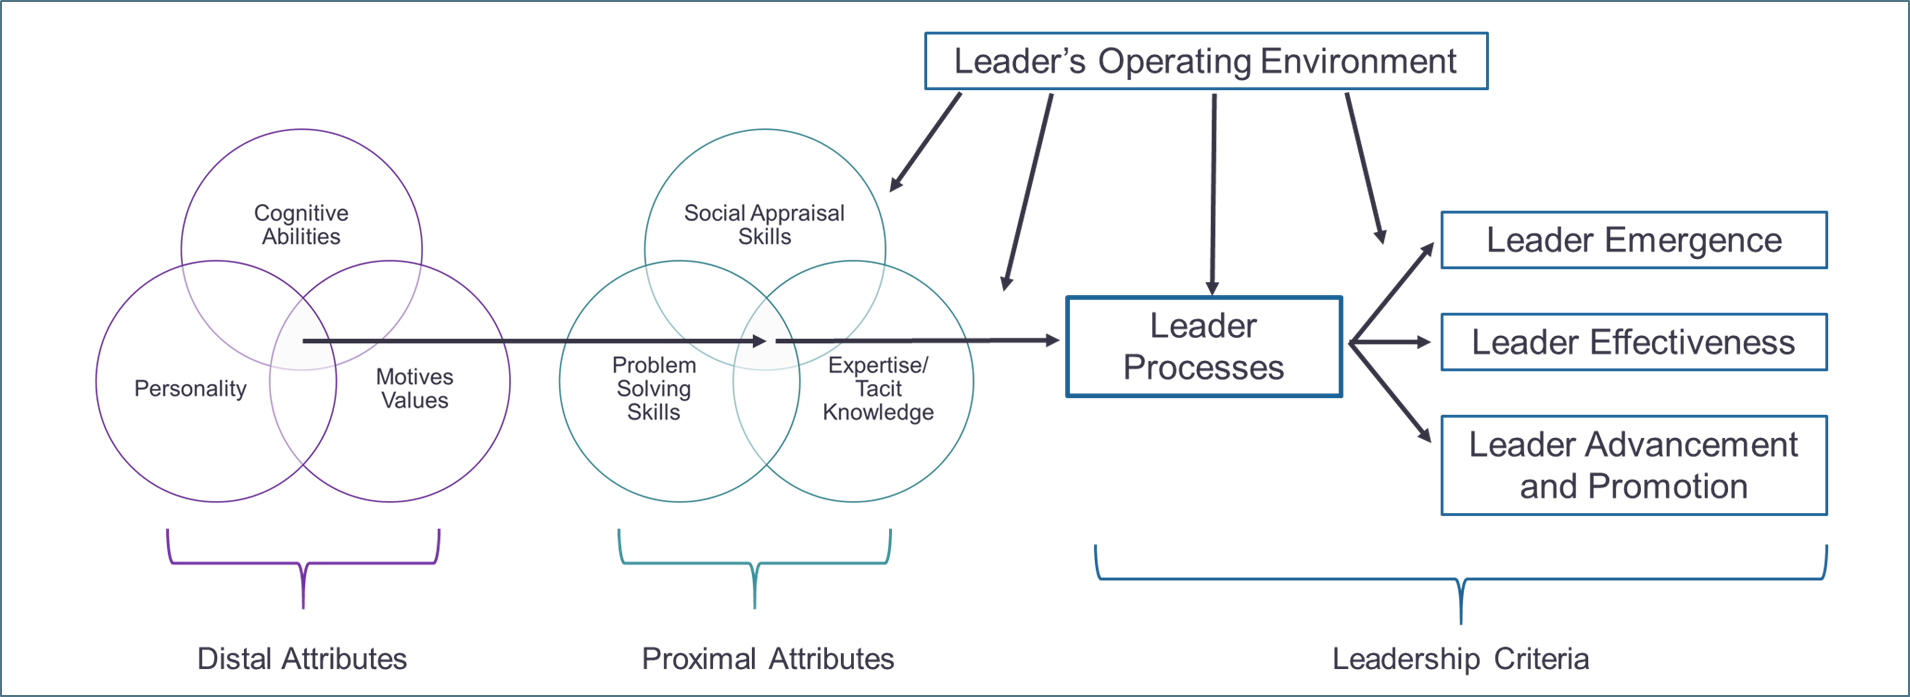 Leader’s Operating Environment
Cognitive
Abilities
Personality
Motives
Values
Social Appraisal
Skills
Problem
Solving
Skills
Expertise/
Tacit
Knowledge
Leader
Processes
Leader Emergence
Leader Effectiveness
Leader Advancement
and Promotion
Distal Attributes
Proximal Attributes
Leadership Criteria